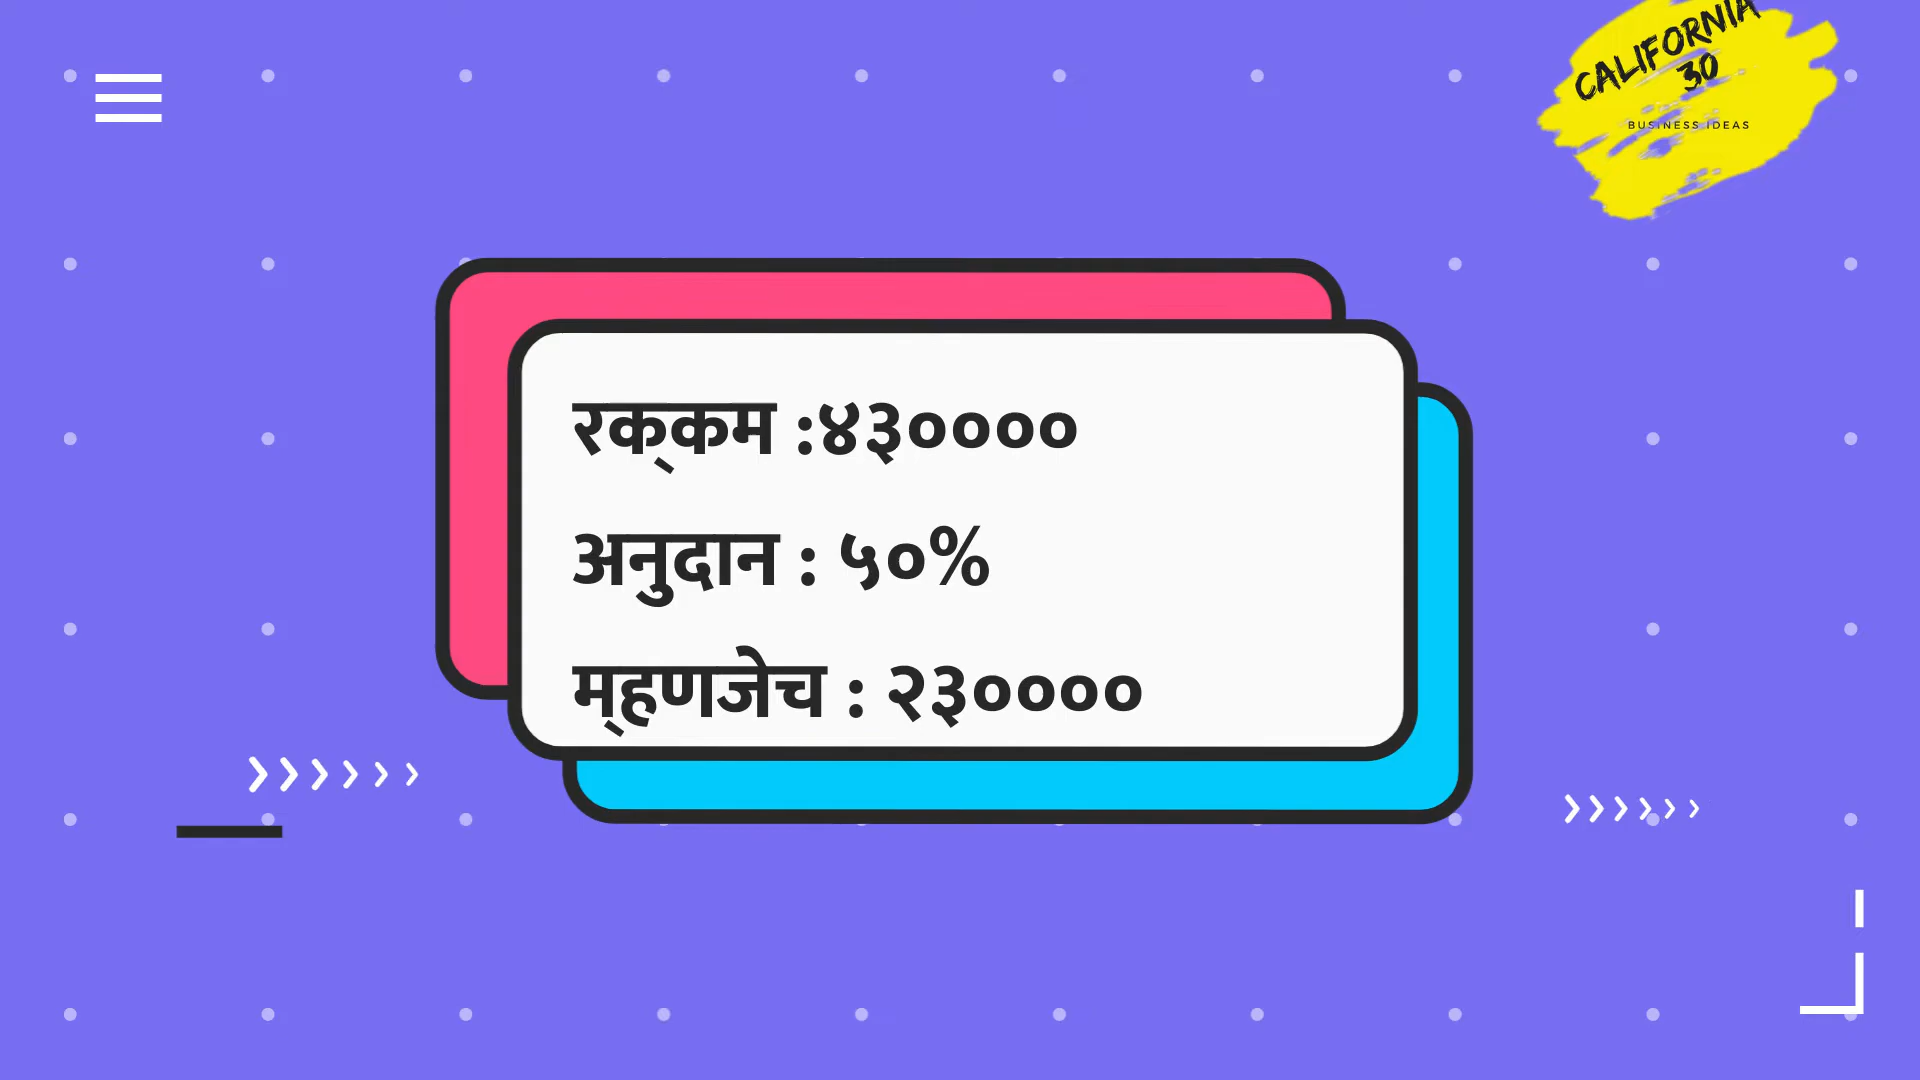 CALIFORNIA
30
BUSINESS IDEAS
रक्कम :४३००००
अनुदान : ५०%
म्हणजेच : २३००००